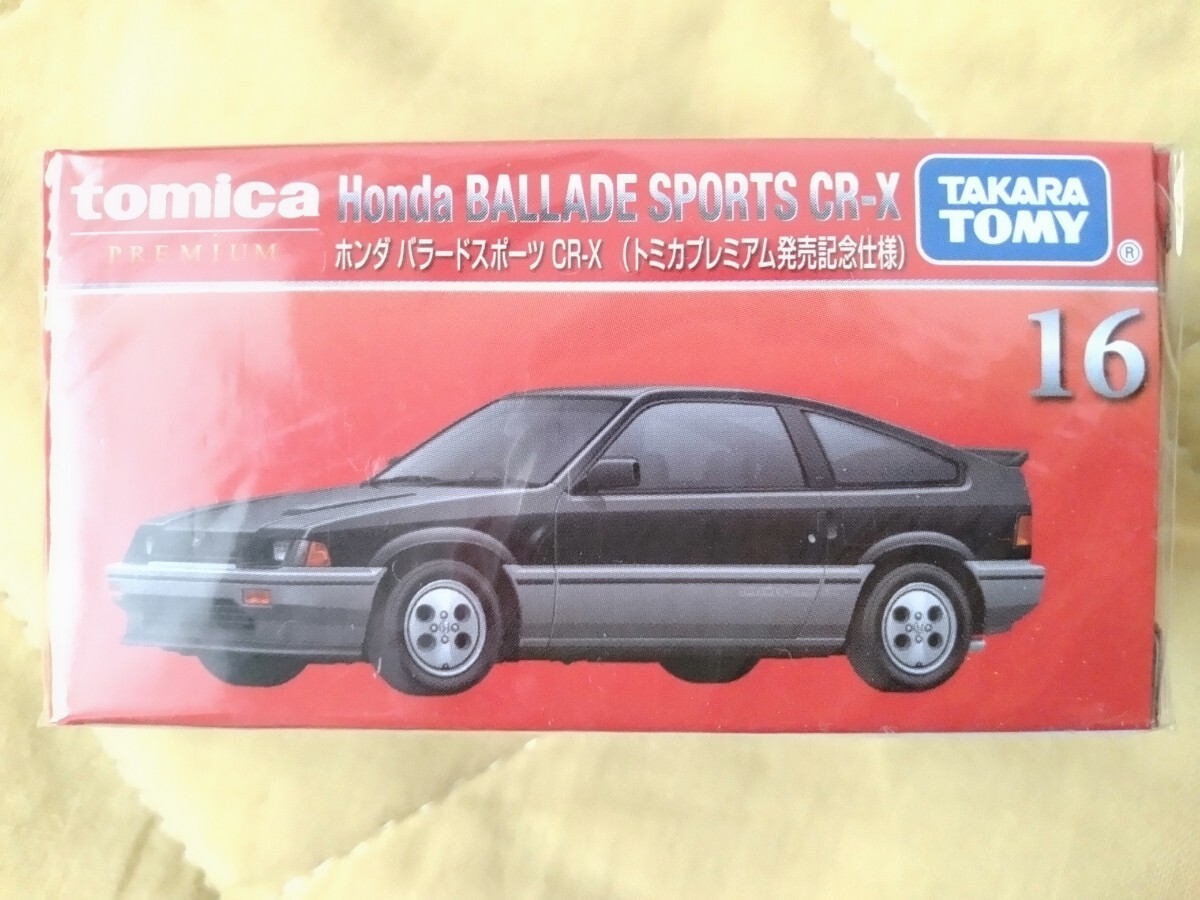 tomica
PREMIUM
Honda BALLADE SPORTS CR-X
ホンダ バラードスポーツ CR-X （トミカプレミアム発売記念仕様）
TAKARA
TOMY
®
16